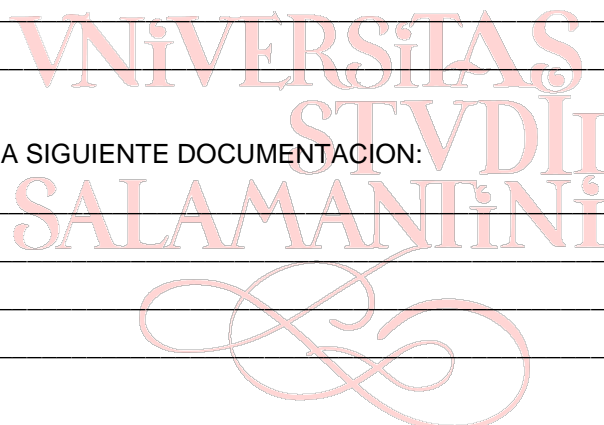 VNiVERSiTAS
STVDII
A SIGUIENTE DOCUMENTACION:
SALAMANTiNi